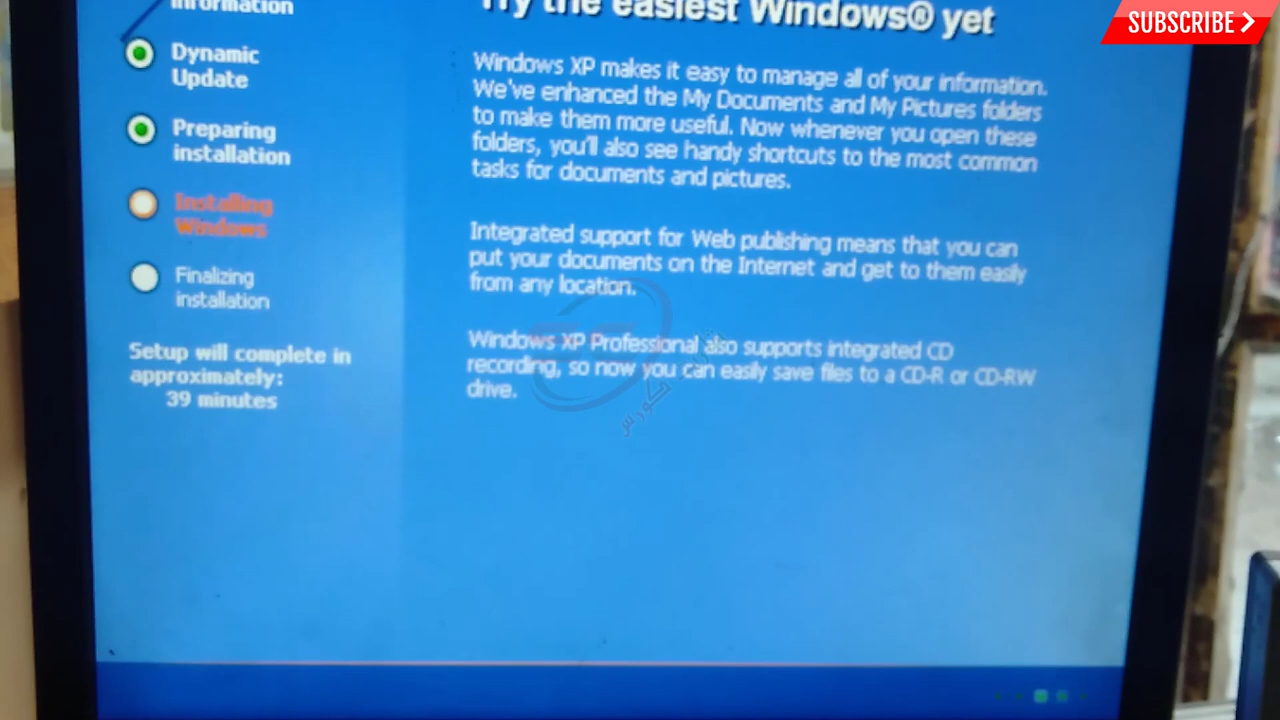 Information
Dynamic
Update
Preparing
installation
Installing
Windows
Finalizing
installation
Setup will complete in
approximately:
39 minutes
Try the easiest Windows® yet
Windows XP makes it easy to manage all of your information.
We've enhanced the My Documents and My Pictures folders
to make them more useful. Now whenever you open these
folders, you'll also see handy shortcuts to the most common
tasks for documents and pictures.
Integrated support for Web publishing means that you can
put your documents on the Internet and get to them easily
from any location.
Windows XP Professional also supports integrated CD
recording, so now you can easily save files to a CD-R or CD-RW
drive.
SUBSCRIBE